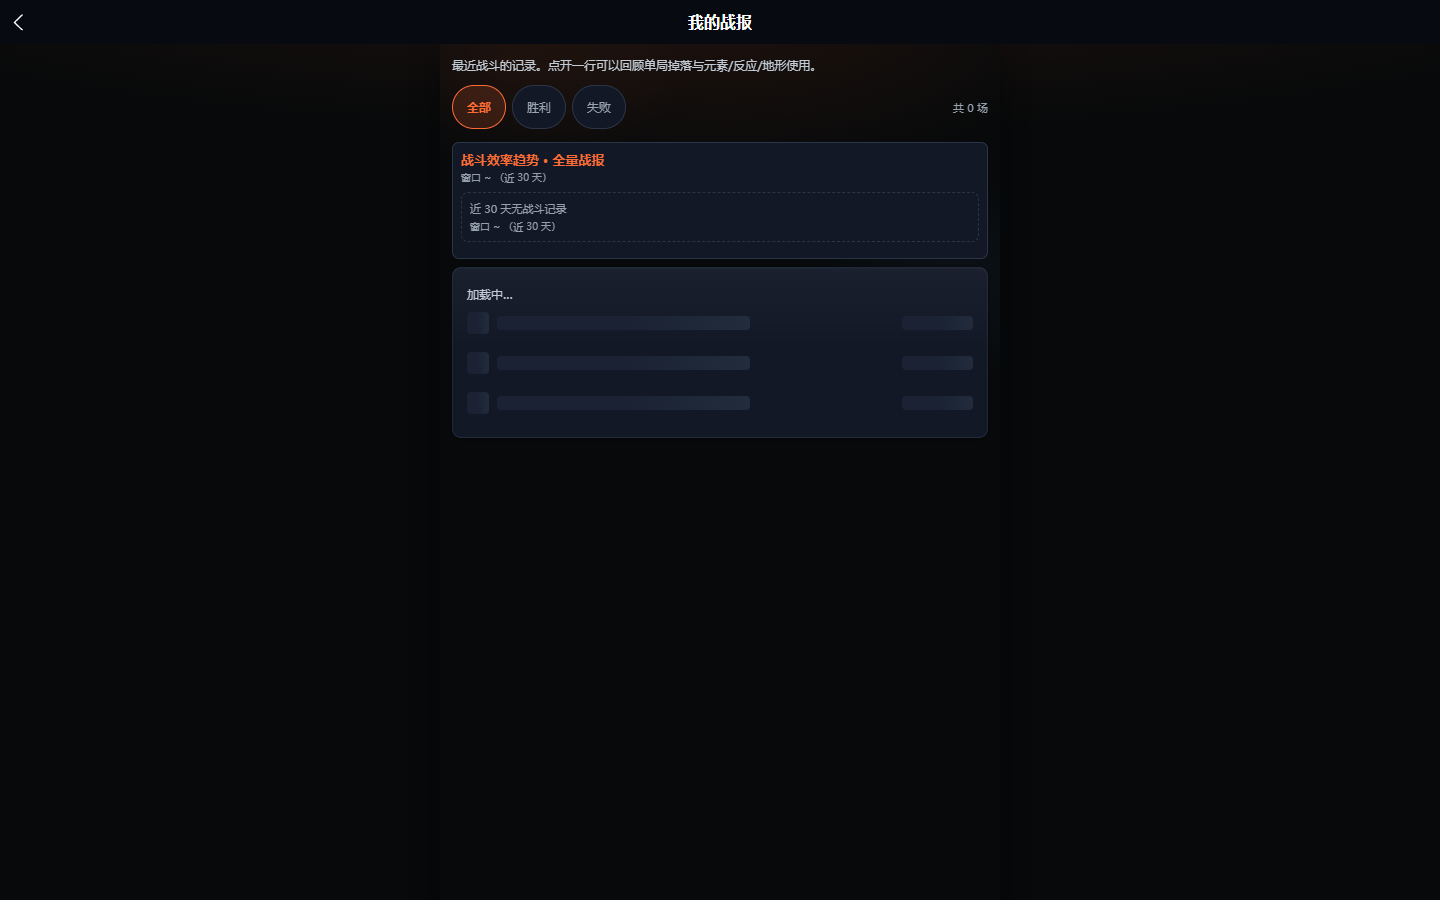 我的战报
最近战斗的记录。点开一行可以回顾单局掉落与元素/反应/地形使用。
全部
胜利
失败
共 0 场
战斗效率趋势 • 全量战报
窗口 ~ （近 30 天）
近 30 天无战斗记录
窗口 ~ （近 30 天）
加载中...